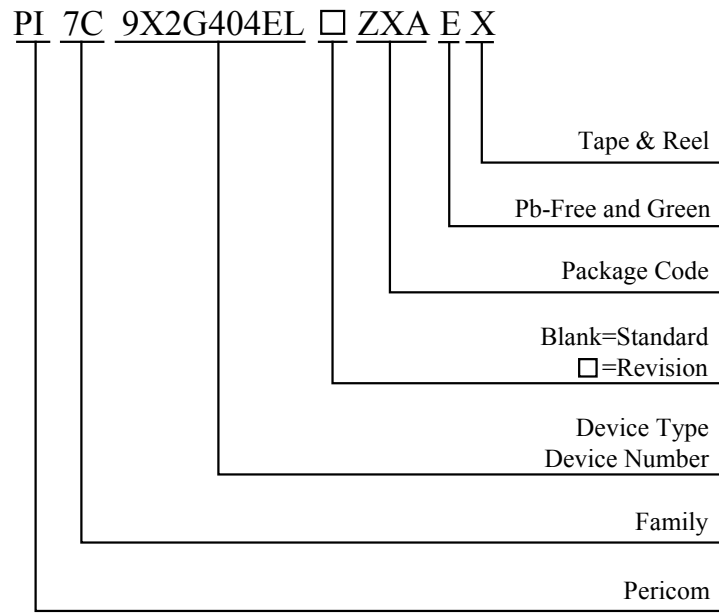 PI 7C 9X2G404EL □ ZXA E X
Tape & Reel
Pb-Free and Green
Package Code
Blank=Standard
□=Revision
Device Type
Device Number
Family
Pericom